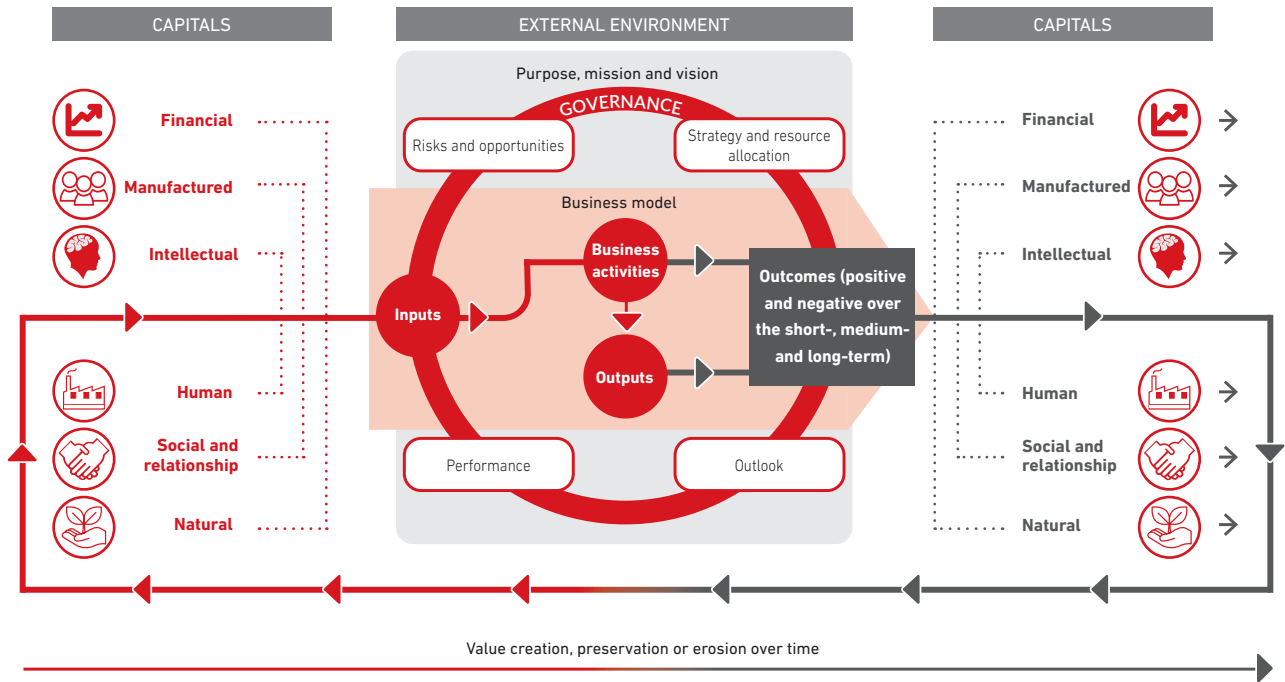 CAPITALS
EXTERNAL ENVIRONMENT
CAPITALS
Financial
Manufactured
Intellectual
Human
Social and
relationship
Natural
Purpose, mission and vision
GOVERNANCE
Risks and opportunities
Strategy and resource
allocation
Business model
Inputs
Business
activities
Outputs
Outcomes (positive
and negative over
the short-, medium-
and long-term)
Performance
Outlook
Financial
Manufactured
Intellectual
Human
Social and
relationship
Natural
Value creation, preservation or erosion over time